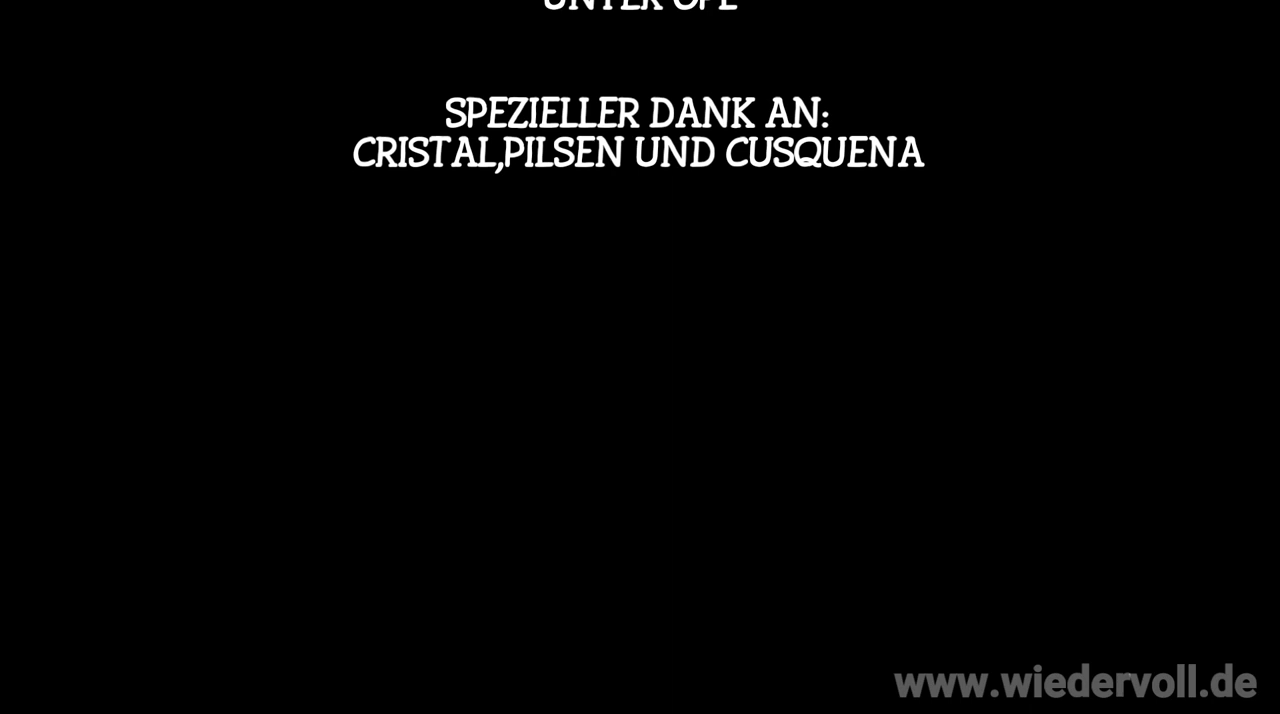 SPEZIELLER DANK AN:
CRISTAL,PILSEN UND CUSQUENA
www.wiedervoll.de